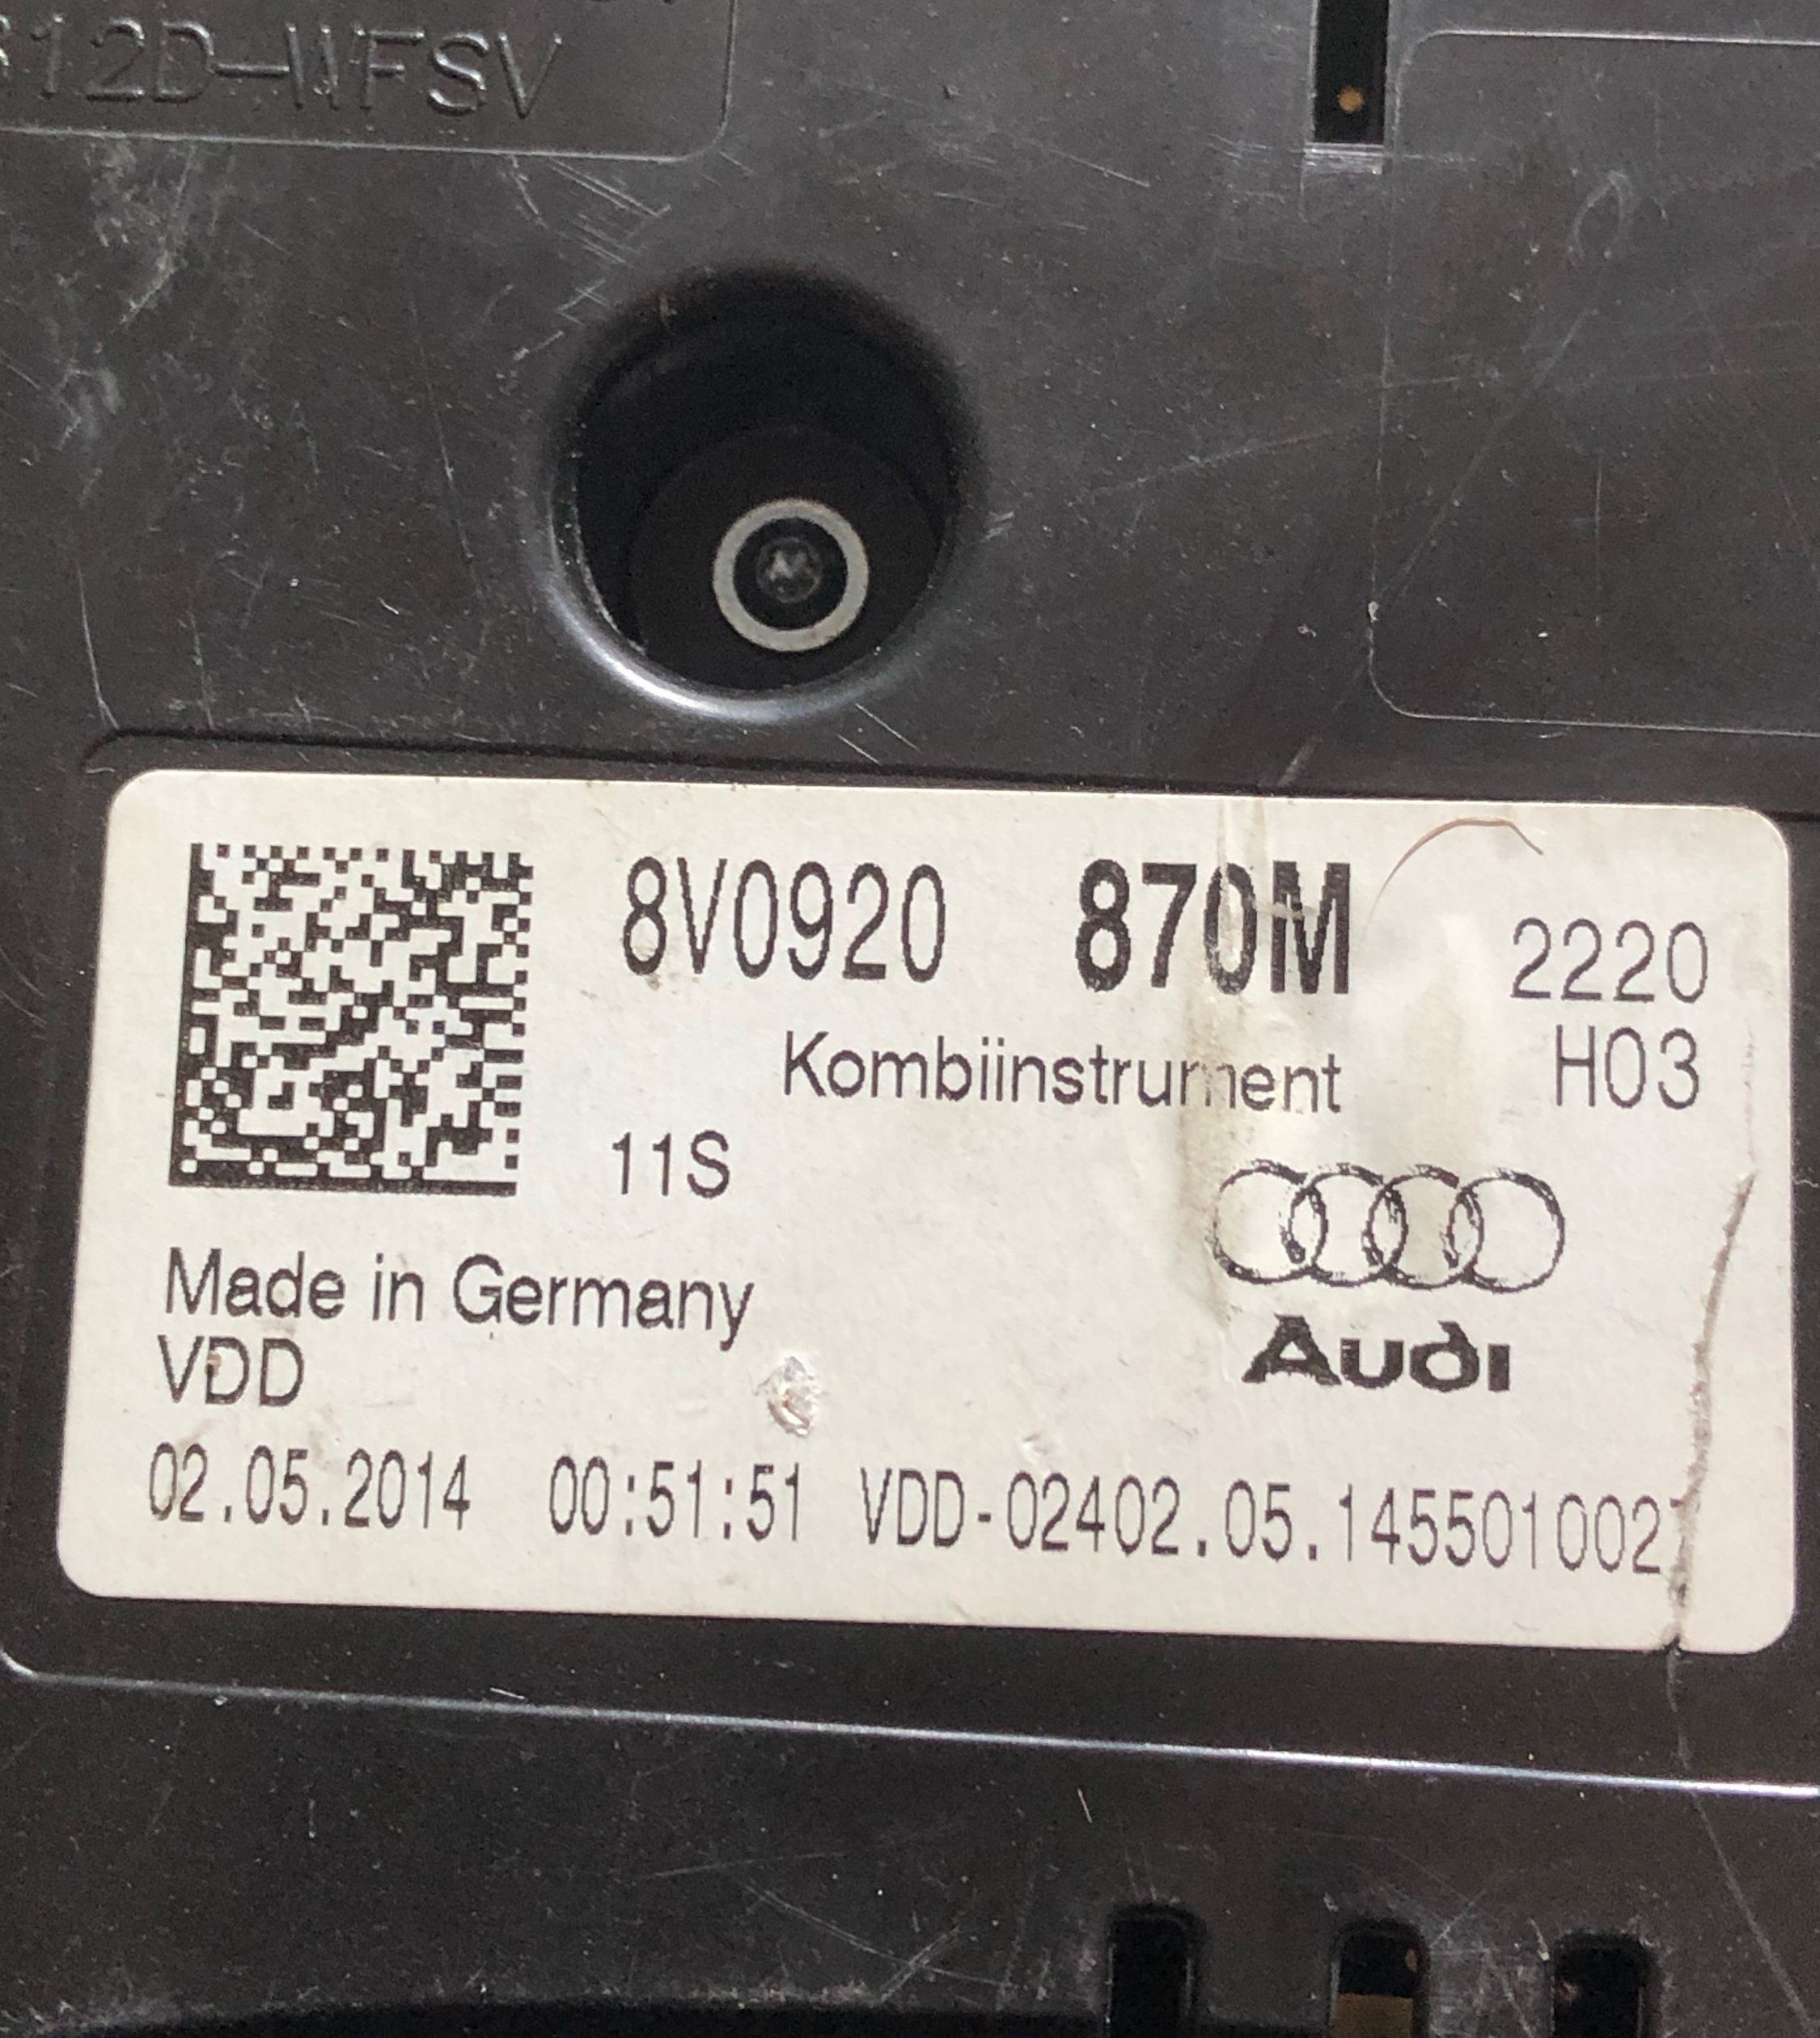 12D-WFSV
8V0920 870M 2220
Kombiinstrument H03
11S
Made in Germany
Audi
VDD
02.05.2014 00:51:51 VDD-02402.05.1455010027